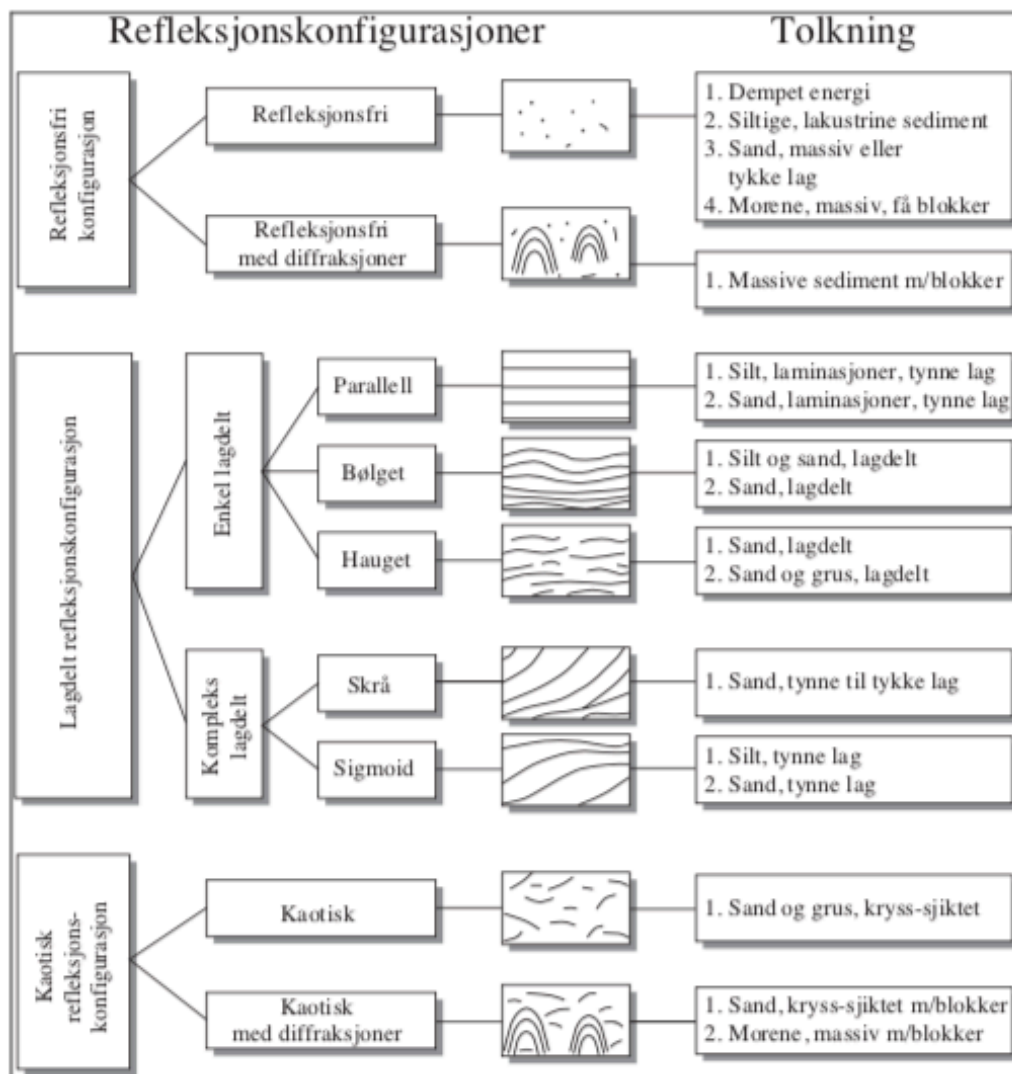 Refleksjonskonfigurasjoner
Tolkning
Refleksjonsfri
konfigurasjon
Refleksjonsfri
1. Dempet energi
2. Siltige, lakustrine sediment
3. Sand, massiv eller
tykke lag
4. Morene, massiv, få blokker
Refleksjonsfri
med diffraksjoner
1. Massive sediment m/blokker
Lagdelt refleksjonskonfigurasjon
Enkel lagdelt
Parallell
1. Silt, laminasjoner, tynne lag
2. Sand, laminasjoner, tynne lag
Bølget
1. Silt og sand, lagdelt
2. Sand, lagdelt
Hauget
1. Sand, lagdelt
2. Sand og grus, lagdelt
Kompleks
lagdelt
Skrå
1. Sand, tynne til tykke lag
Sigmoid
1. Silt, tynne lag
2. Sand, tynne lag
Kaotisk
refleksjons-
konfigurasjon
Kaotisk
1. Sand og grus, kryss-sjiktet
Kaotisk
med diffraksjoner
1. Sand, kryss-sjiktet m/blokker
2. Morene, massiv m/blokker